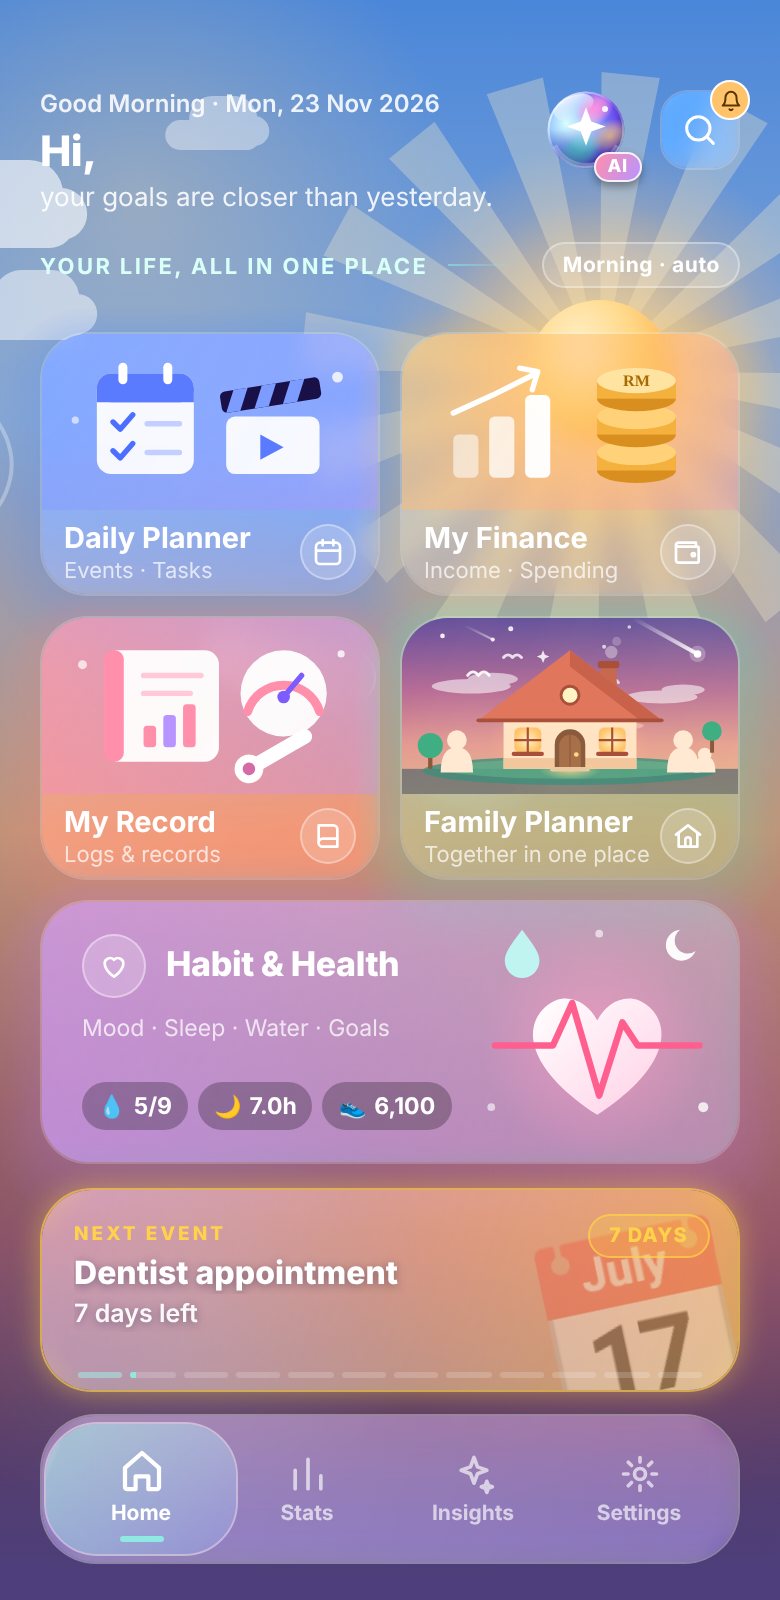 Good Morning · Mon, 23 Nov 2026
Hi,
your goals are closer than yesterday.
AI
YOUR LIFE, ALL IN ONE PLACE
Morning · auto
RM
Daily Planner
Events · Tasks
My Finance
Income · Spending
My Record
Logs & records
Family Planner
Together in one place
Habit & Health
Mood · Sleep · Water · Goals
5/9
7.0h
6,100
NEXT EVENT
7 DAYS
Dentist appointment
7 days left
July
17
Home
Stats
Insights
Settings